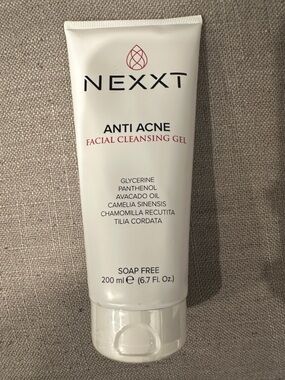 NEXXT
ANTI ACNE
FACIAL CLEANSING GEL
GLYCERINE
PANTHENOL
AVACADO OIL
CAMELIA SINENSIS
CHAMOMILLA RECUTITA
TILIA CORDATA
SOAP FREE
200 ml ℮ (6.7 Fl. Oz.)